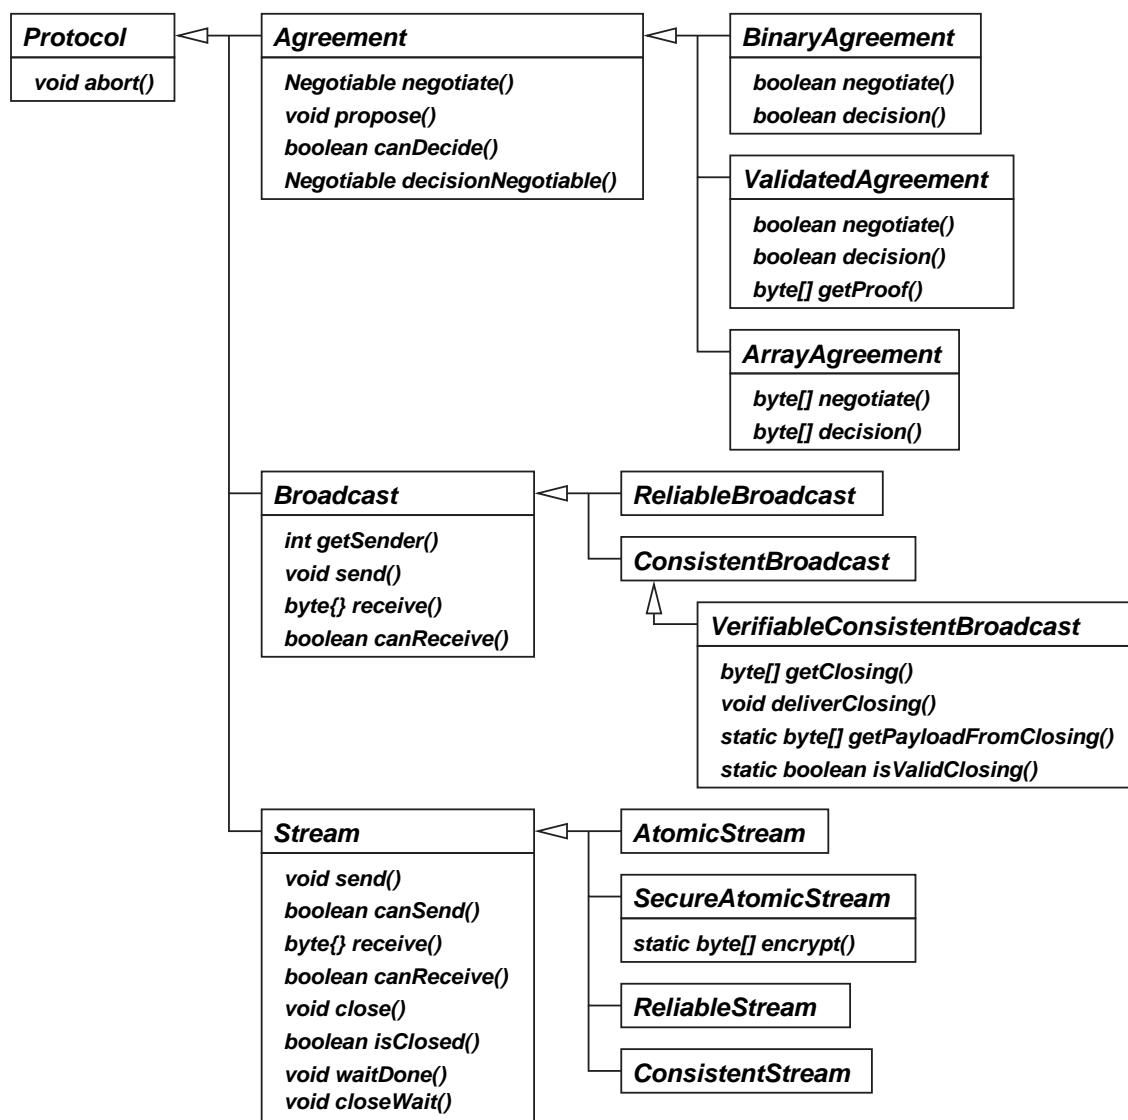 Protocol
void abort()
Agreement
Negotiable negotiate()
void propose()
boolean canDecide()
Negotiable decisionNegotiable()
BinaryAgreement
boolean negotiate()
boolean decision()
ValidatedAgreement
boolean negotiate()
boolean decision()
byte[] getProof()
ArrayAgreement
byte[] negotiate()
byte[] decision()
Broadcast
int getSender()
void send()
byte{} receive()
boolean canReceive()
ReliableBroadcast
ConsistentBroadcast
VerifiableConsistentBroadcast
byte[] getClosing()
void deliverClosing()
static byte[] getPayloadFromClosing()
static boolean isValidClosing()
Stream
void send()
boolean canSend()
byte{} receive()
boolean canReceive()
void close()
boolean isClosed()
void waitDone()
void closeWait()
AtomicStream
SecureAtomicStream
static byte[] encrypt()
ReliableStream
ConsistentStream